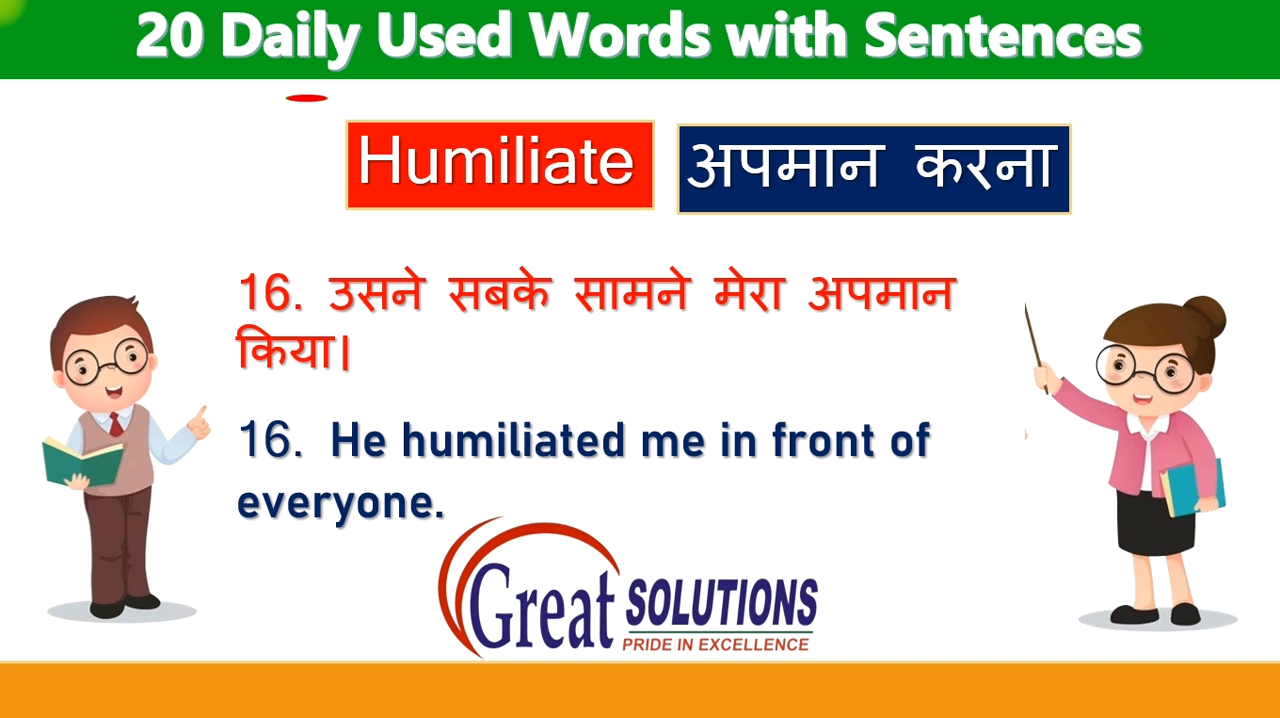 20 Daily Used Words with Sentences
Humiliate अपमान करना
16. उसने सबके सामने मेरा अपमान
किया।
16. He humiliated me in front of
everyone.
Great SOLUTIONS
PRIDE IN EXCELLENCE